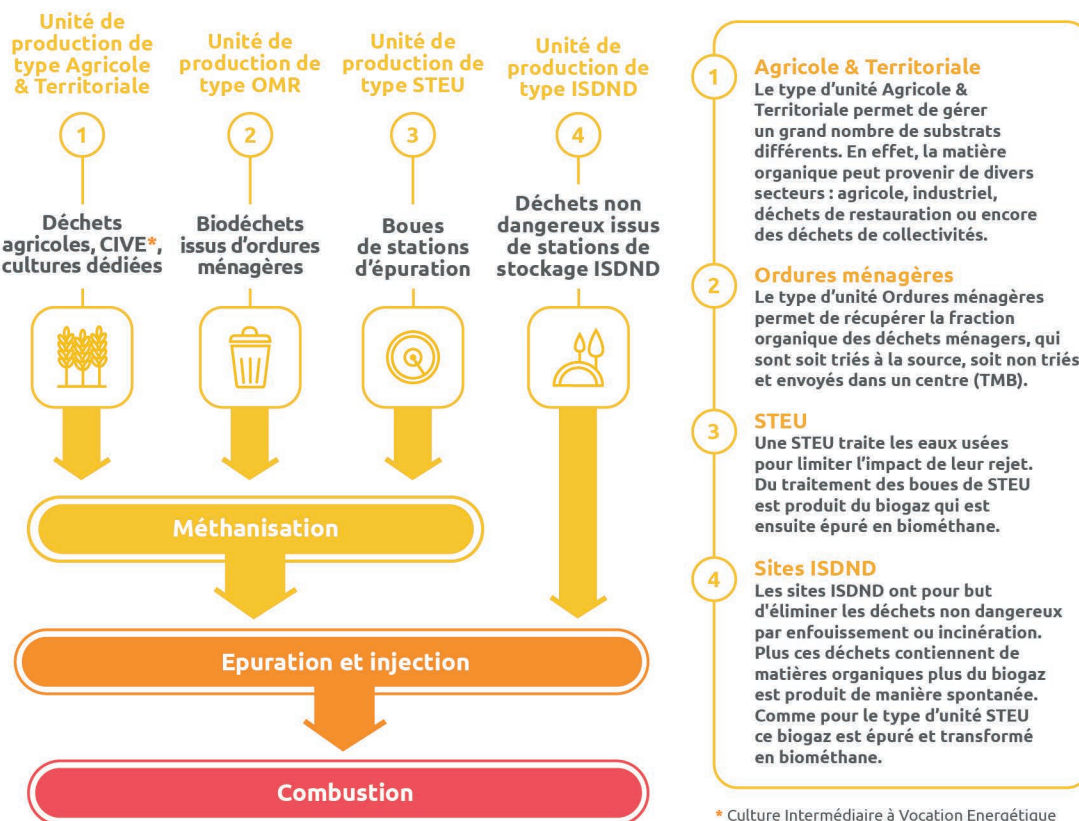 Unité de
production de
type Agricole
& Territoriale
1
Déchets
agricoles, CIVE*,
cultures dédiées
Unité de
production de
type OMR
2
Biodéchets
issus d'ordures
ménagères
Unité de
production de
type STEU
3
Boues
de stations
d'épuration
Unité de
production de
type ISDND
4
Déchets non
dangereux issus
de stations de
stockage ISDND
Méthanisation
Epuration et injection
Combustion
1
Agricole & Territoriale
Le type d'unité Agricole &
Territoriale permet de gérer
un grand nombre de substrats
différents. En effet, la matière
organique peut provenir de divers
secteurs : agricole, industriel,
déchets de restauration ou encore
des déchets de collectivités.
2
Ordures ménagères
Le type d'unité Ordures ménagères
permet de récupérer la fraction
organique des déchets ménagers, qui
sont soit triés à la source, soit non triés
et envoyés dans un centre (TMB).
3
STEU
Une STEU traite les eaux usées
pour limiter l'impact de leur rejet.
Du traitement des boues de STEU
est produit du biogaz qui est
ensuite épuré en biométhane.
4
Sites ISDND
Les sites ISDND ont pour but
d'éliminer les déchets non dangereux
par enfouissement ou incinération.
Plus ces déchets contiennent de
matières organiques plus du biogaz
est produit de manière spontanée.
Comme pour le type d'unité STEU
ce biogaz est épuré et transformé
en biométhane.
* Culture Intermédiaire à Vocation Energétique